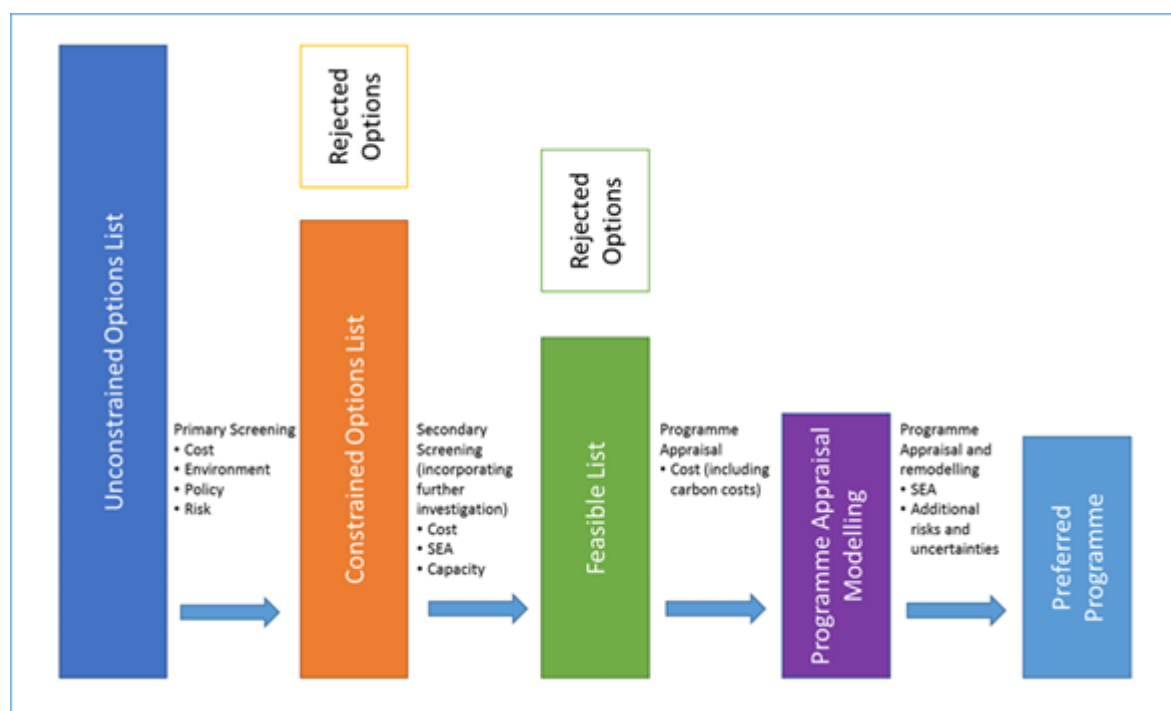 Unconstrained Options List
Primary Screening
• Cost
• Environment
• Policy
• Risk
Rejected
Options
Constrained Options List
Secondary
Screening
(incorporating
further
investigation)
• Cost
• SEA
• Capacity
Rejected
Options
Feasible List
Programme
Appraisal
• Cost (including
carbon costs)
Programme Appraisal
Modelling
Programme
Appraisal and
remodelling
• SEA
• Additional
risks and
uncertainties
Preferred
Programme